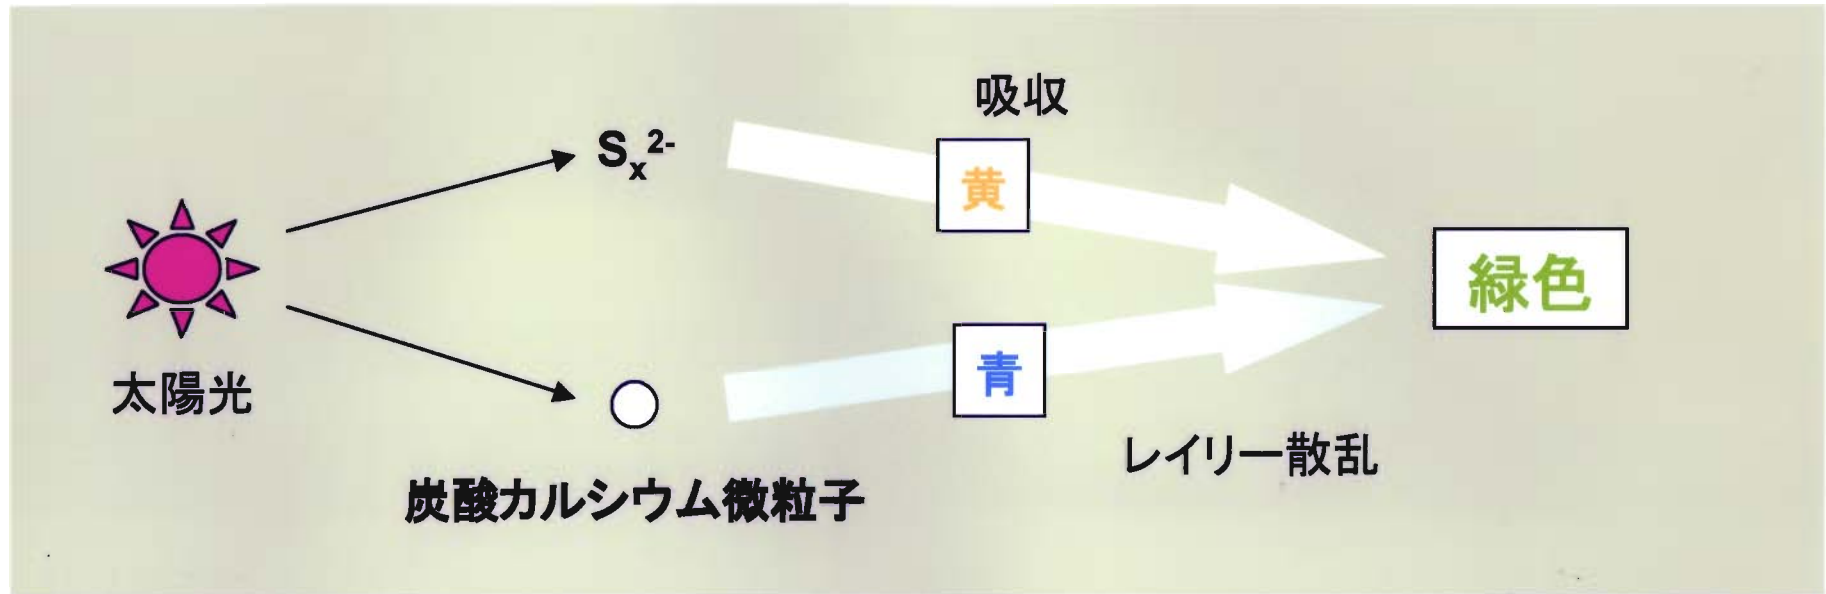 吸収
Sₓ²⁻
黄
緑色
青
太陽光
レイリー散乱
炭酸カルシウム微粒子